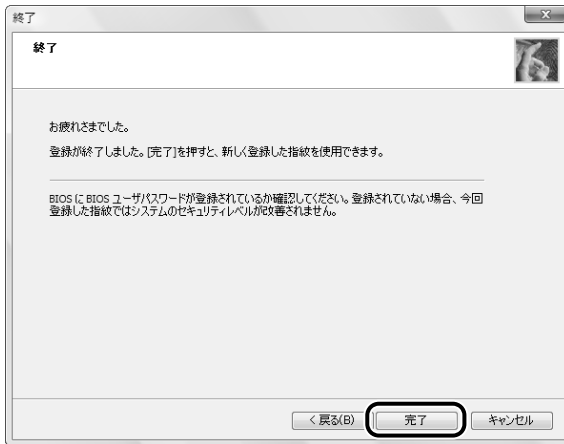 終了
x
終了
お疲れさまでした。
登録が終了しました。[完了]を押すと、新しく登録した指紋を使用できます。
BIOS に BIOS ユーザパスワードが登録されているか確認してください。登録されていない場合、今回
登録した指紋ではシステムのセキュリティレベルが改善されません。
< 戻る(B) 完了 キャンセル